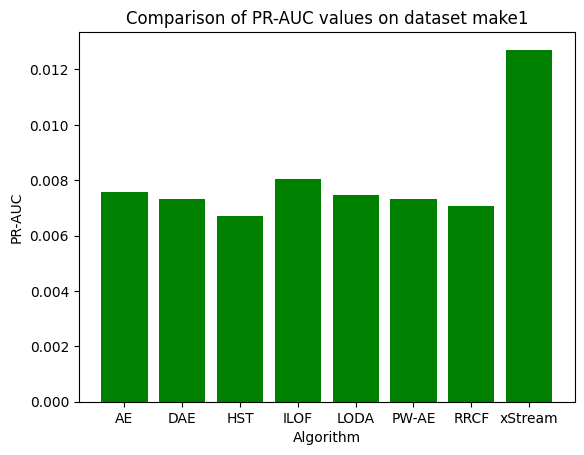 Comparison of PR-AUC values on dataset make1
0.012
0.010
0.008
0.006
0.004
0.002
0.000
PR-AUC
AE DAE HST ILOF LODA PW-AE RRCF xStream
Algorithm